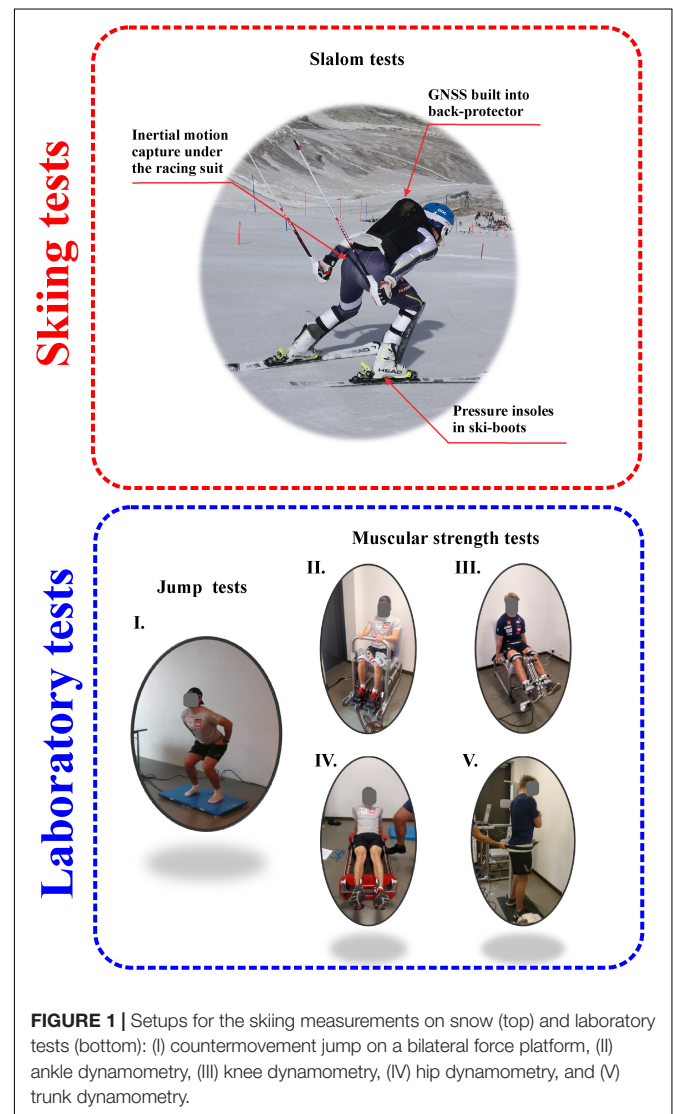 Skiing tests
Slalom tests
GNSS built into
back-protector
Inertial motion
capture under
the racing suit
HEAD
Pressure insoles
in ski-boots
Laboratory tests
Muscular strength tests
Jump tests
I.
II.
III.
IV.
V.
FIGURE 1 | Setups for the skiing measurements on snow (top) and laboratory
tests (bottom): (I) countermovement jump on a bilateral force platform, (II)
ankle dynamometry, (III) knee dynamometry, (IV) hip dynamometry, and (V)
trunk dynamometry.